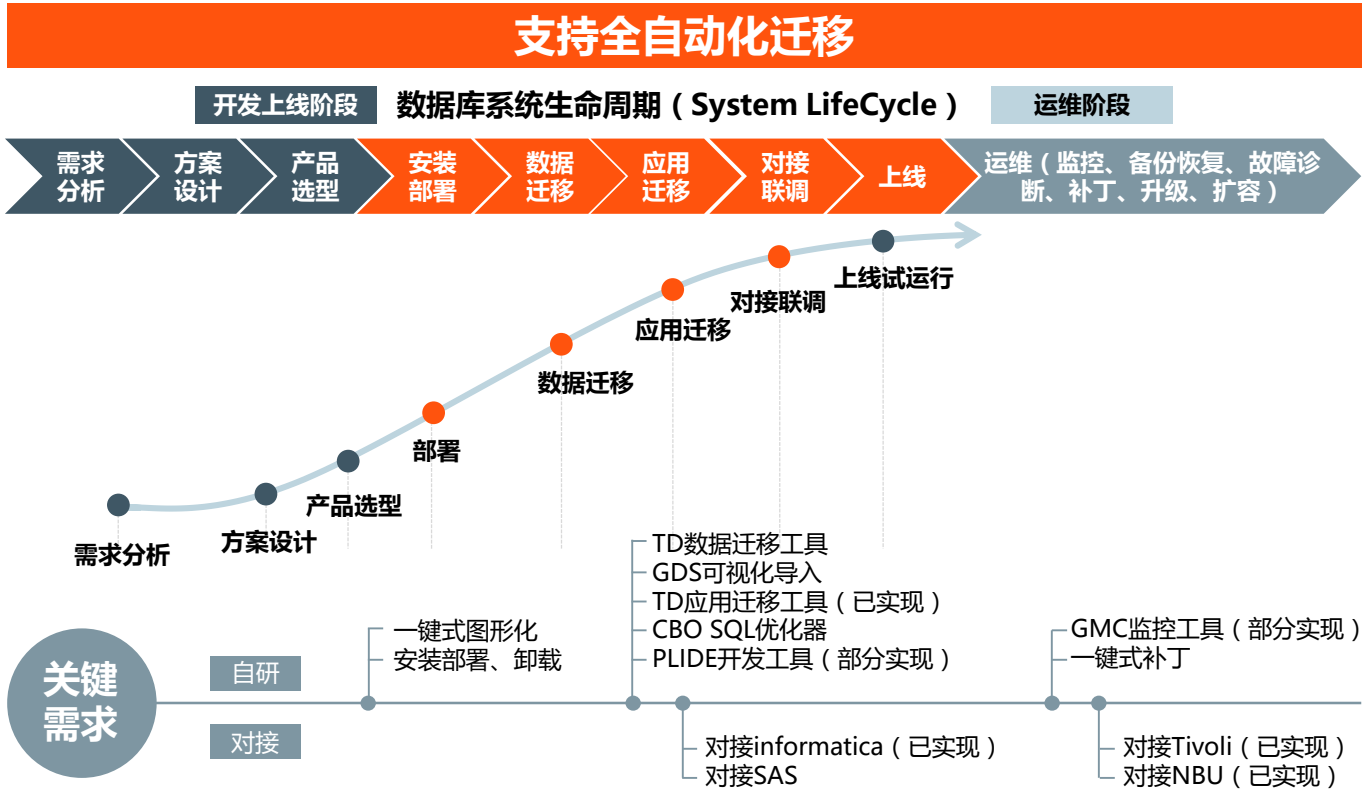 支持全自动化迁移
开发上线阶段
数据库系统生命周期（System LifeCycle）
运维阶段
需求
分析
方案
设计
产品
选型
安装
部署
数据
迁移
应用
迁移
对接
联调
上线
运维（监控、备份恢复、故障诊
断、补丁、升级、扩容）
上线试运行
对接联调
应用迁移
数据迁移
部署
产品选型
方案设计
需求分析
关键
需求
自研
对接
一键式图形化
安装部署、卸载
TD数据迁移工具
GDS可视化导入
TD应用迁移工具（已实现）
CBO SQL优化器
PLIDE开发工具（部分实现）
对接informatica（已实现）
对接SAS
GMC监控工具（部分实现）
一键式补丁
对接Tivoli（已实现）
对接NBU（已实现）